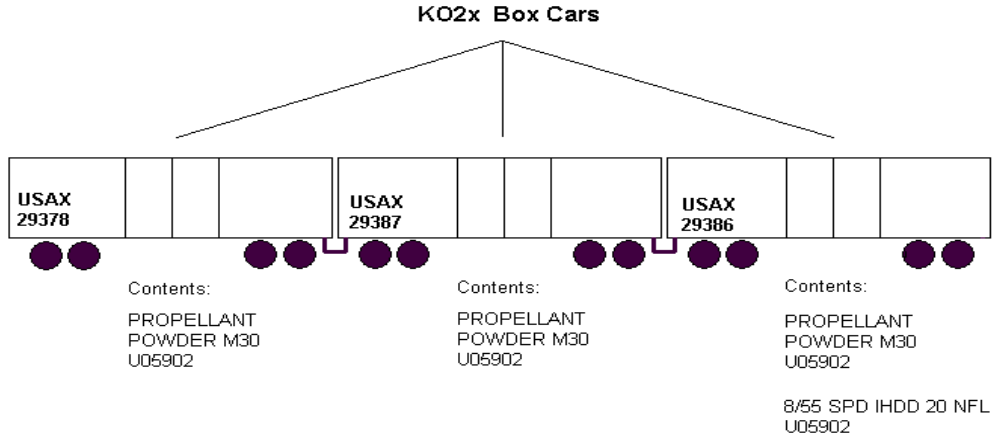 KO2x Box Cars
USAX
29378
USAX
29387
USAX
29386
Contents:
PROPELLANT
POWDER M30
U05902
Contents:
PROPELLANT
POWDER M30
U05902
Contents:
PROPELLANT
POWDER M30
U05902
8/55 SPD IHDD 20 NFL
U05902